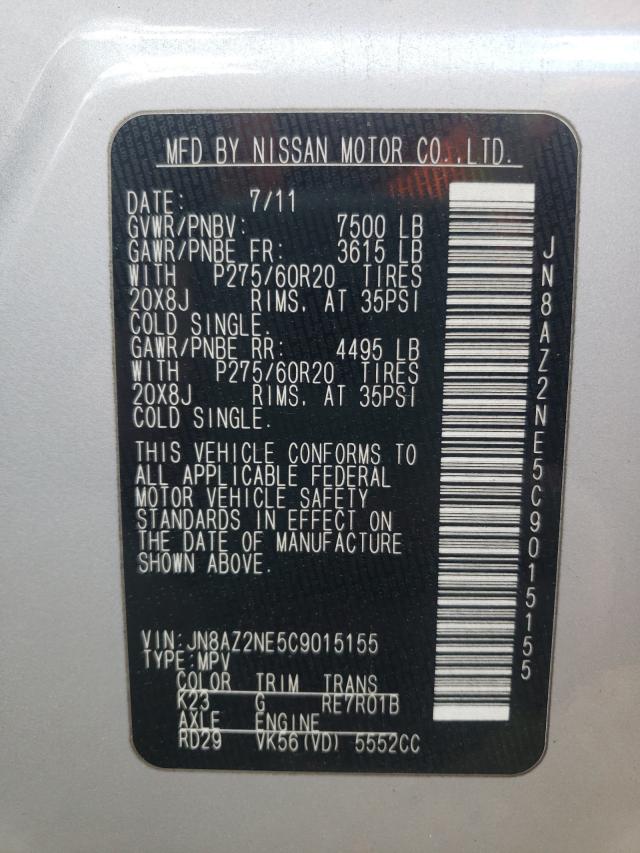 MFD BY NISSAN MOTOR CO.,LTD.
DATE: 7/11
GVWR/PNBV: 7500 LB
GAWR/PNBE FR: 3615 LB
WITH P275/60R20 TIRES
20X8J RIMS, AT 35PSI
COLD SINGLE.
GAWR/PNBE RR: 4495 LB
WITH P275/60R20 TIRES
20X8J RIMS, AT 35PSI
COLD SINGLE.
THIS VEHICLE CONFORMS TO
ALL APPLICABLE FEDERAL
MOTOR VEHICLE SAFETY
STANDARDS IN EFFECT ON
THE DATE OF MANUFACTURE
SHOWN ABOVE.
VIN:JN8AZ2NE5C9015155
TYPE:MPV
COLOR TRIM TRANS
K23 G RE7R01B
AXLE ENGINE
RD29 VK56(VD) 5552CC
JN8AZ2NE5C9015155